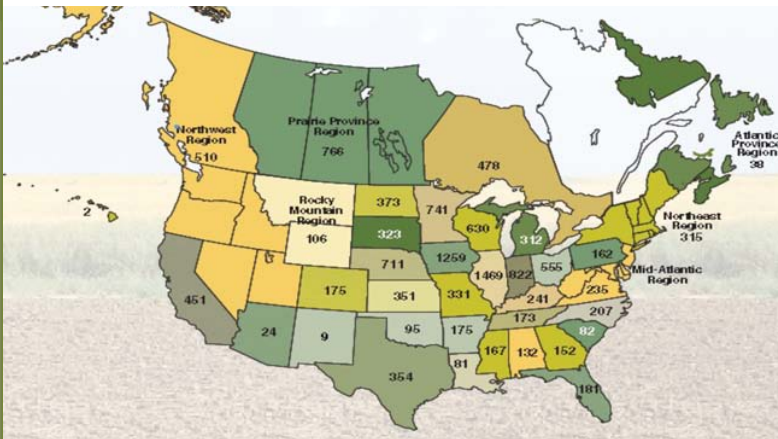 Northwest
Region
510
Prairie Province
Region
766
478
Atlantic
Province
Region
38
2
Rocky
Mountain
Region
106
373
741
630
312
Northeast
Region
315
323
711
1259
1469
822
555
162
Mid-Atlantic
Region
235
451
175
351
331
241
173
207
24
9
95
175
82
354
81
167
132
152
181